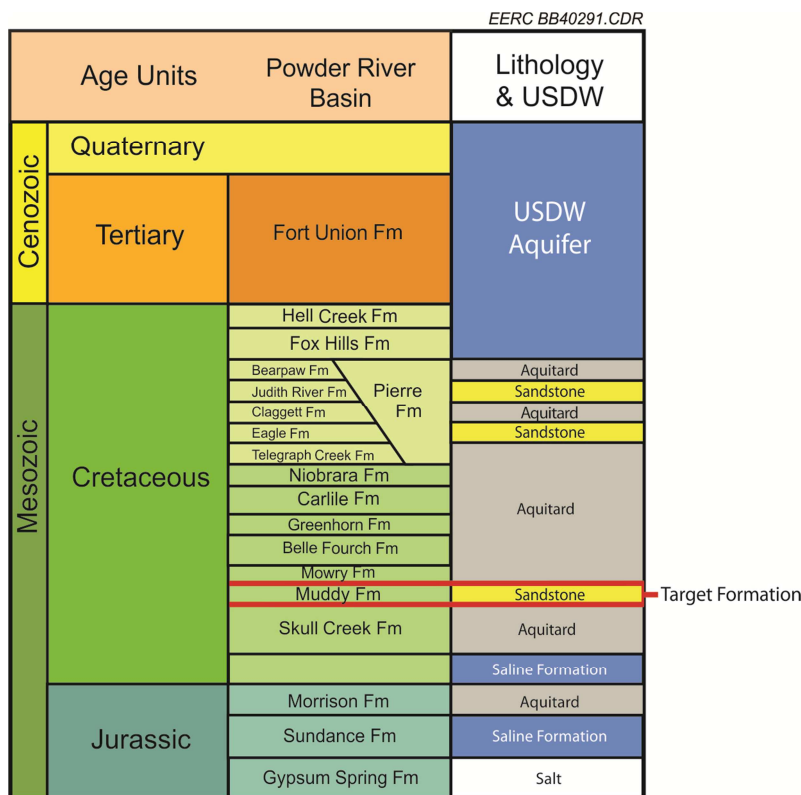 EERC BB40291.CDR
Age Units
Powder River
Basin
Lithology
& USDW
Cenozoic
Quaternary
Tertiary
Fort Union Fm
USDW
Aquifer
Mesozoic
Cretaceous
Hell Creek Fm
Fox Hills Fm
Bearpaw Fm
Judith River Fm
Claggett Fm
Eagle Fm
Telegraph Creek Fm
Pierre
Fm
Aquitard
Sandstone
Aquitard
Sandstone
Niobrara Fm
Carlile Fm
Greenhorn Fm
Belle Fourch Fm
Mowry Fm
Aquitard
Muddy Fm
Sandstone
Target Formation
Skull Creek Fm
Aquitard
Saline Formation
Jurassic
Morrison Fm
Aquitard
Sundance Fm
Saline Formation
Gypsum Spring Fm
Salt